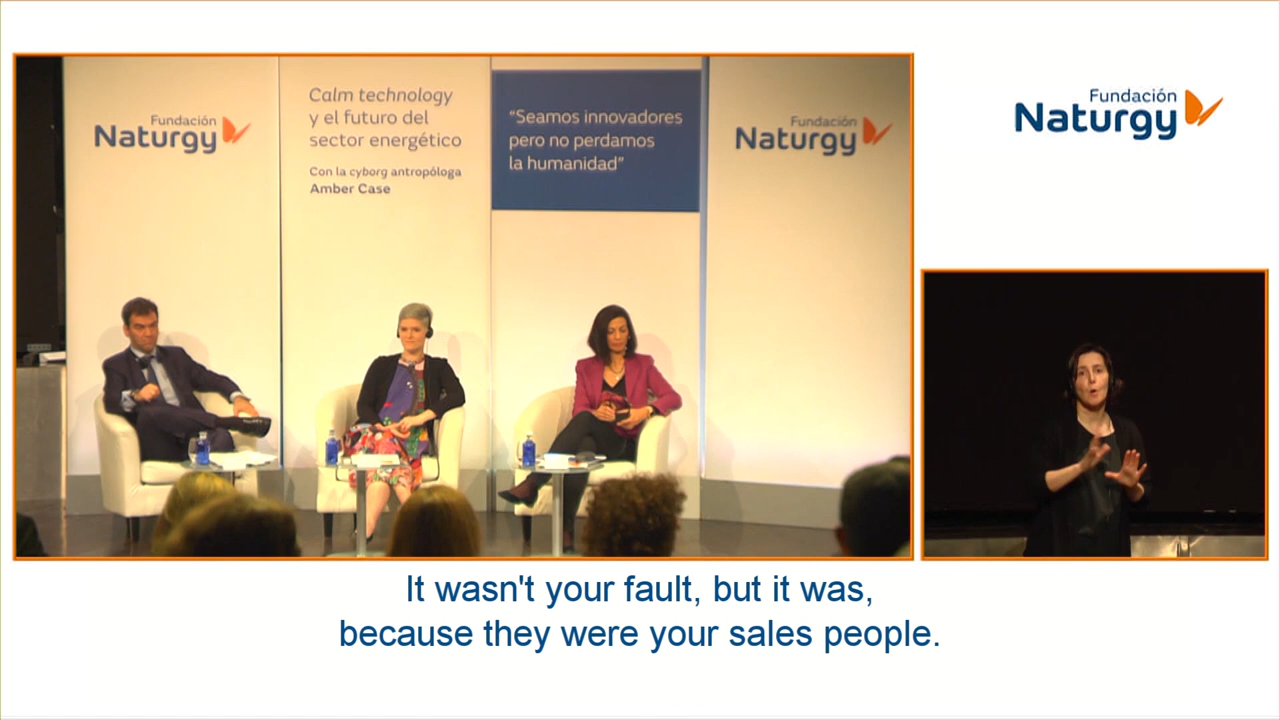 Fundación
Naturgy
Calm technology
y el futuro del
sector energético
Con la cyborg antropóloga
Amber Case
“Seamos innovadores
pero no perdamos
la humanidad”
Fundación
Naturgy
Fundación
Naturgy
It wasn't your fault, but it was,
because they were your sales people.